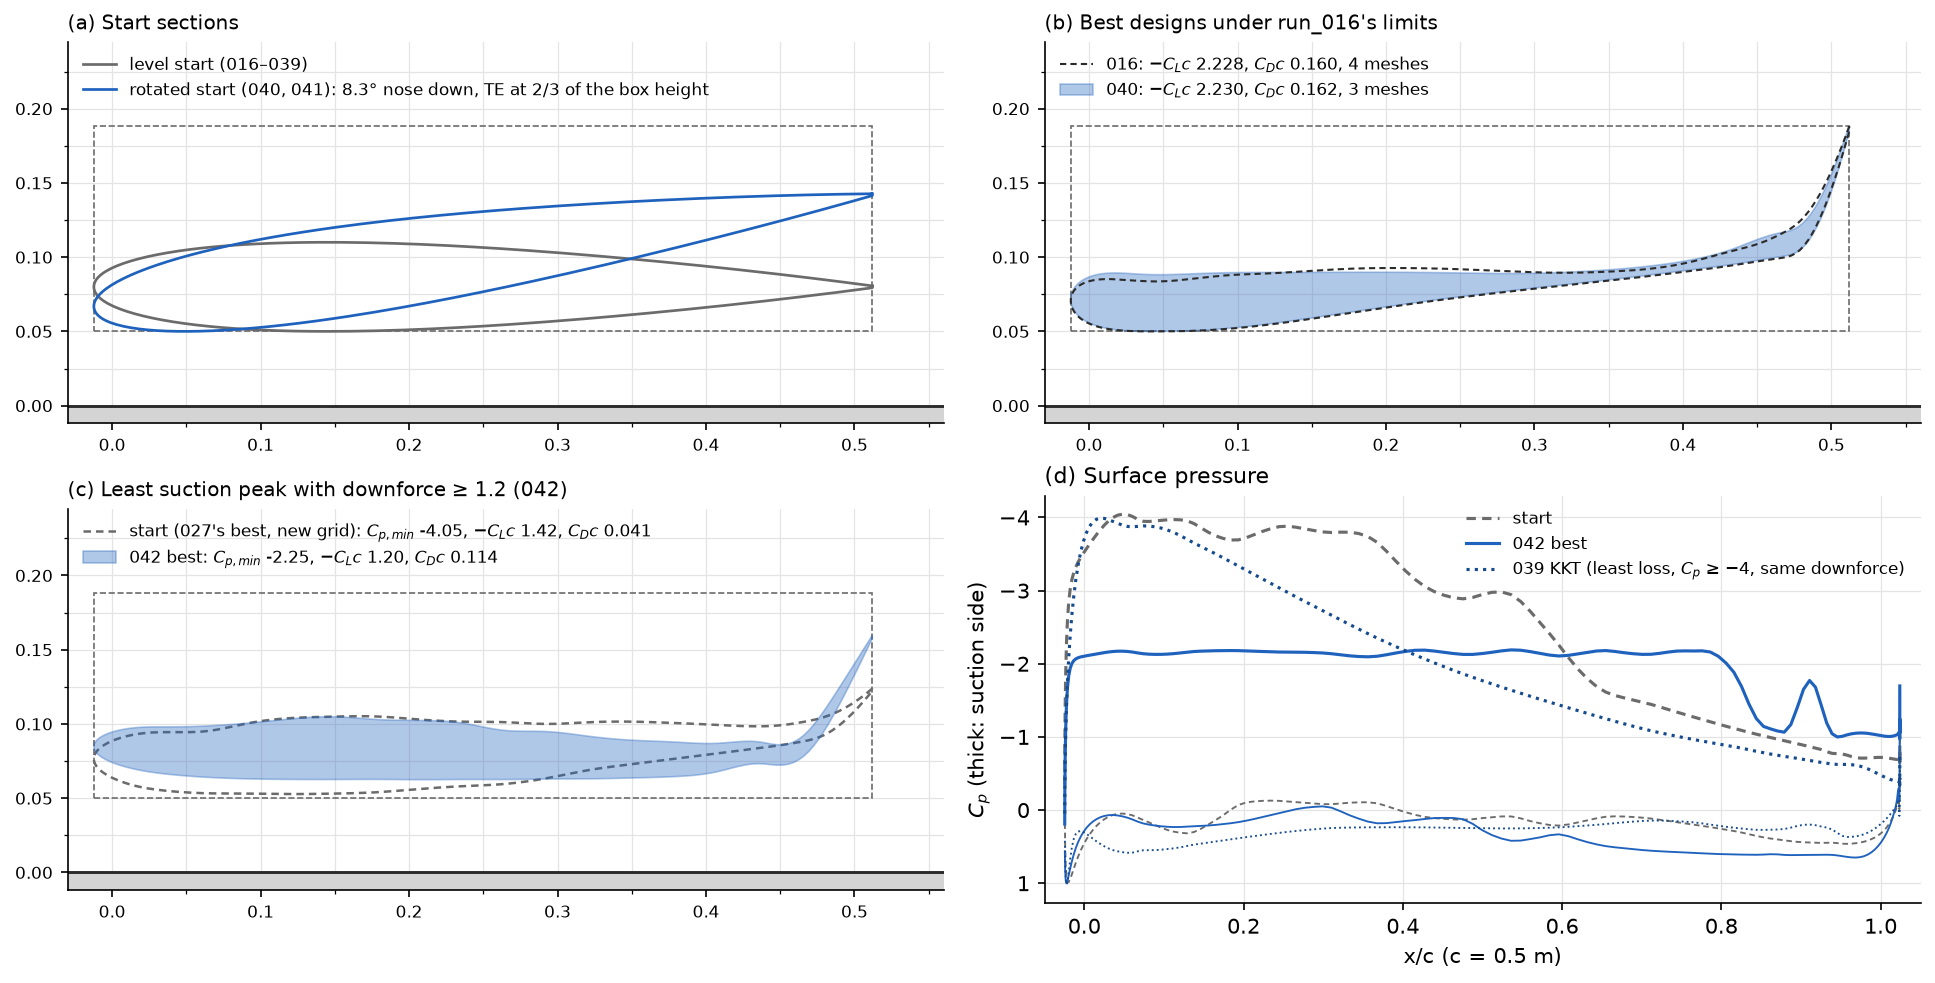 (a) Start sections
level start (016–039)
rotated start (040, 041): 8.3° nose down, TE at 2/3 of the box height
0.20
0.15
0.10
0.05
0.00
0.0 0.1 0.2 0.3 0.4 0.5
(b) Best designs under run_016's limits
016: −C_L c 2.228, C_D c 0.160, 4 meshes
040: −C_L c 2.230, C_D c 0.162, 3 meshes
0.20
0.15
0.10
0.05
0.00
0.0 0.1 0.2 0.3 0.4 0.5
(c) Least suction peak with downforce ≥ 1.2 (042)
start (027's best, new grid): C_p,min -4.05, −C_L c 1.42, C_D c 0.041
042 best: C_p,min -2.25, −C_L c 1.20, C_D c 0.114
0.20
0.15
0.10
0.05
0.00
0.0 0.1 0.2 0.3 0.4 0.5
(d) Surface pressure
start
042 best
039 KKT (least loss, C_p ≥ −4, same downforce)
C_p (thick: suction side)
−4
−3
−2
−1
0
1
0.0 0.2 0.4 0.6 0.8 1.0
x/c (c = 0.5 m)